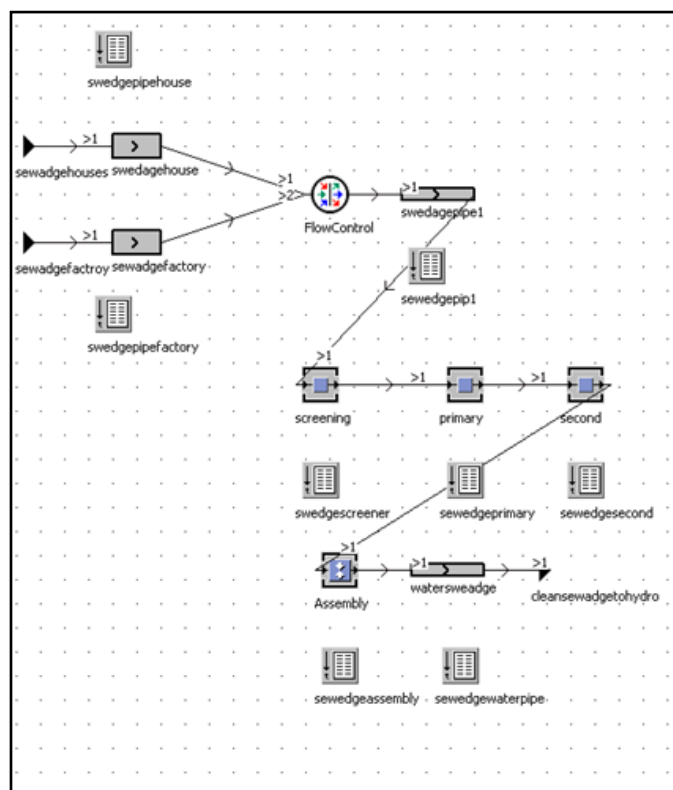 swedgepipehouse
>1
sewadgehouses
swedagehouse
>1
>2
FlowControl
>1
swedagepipe1
>1
sewadgefactroy
sewadgefactory
sewedgepip1
swedgepipefactory
>1
>1
>1
screening
primary
second
swedgescreener
sewedgeprimary
sewedgesecond
>1
>1
>1
Assembly
watersweadge
cleansewadgetohydro
sewedgeassembly
sewedgewaterpipe